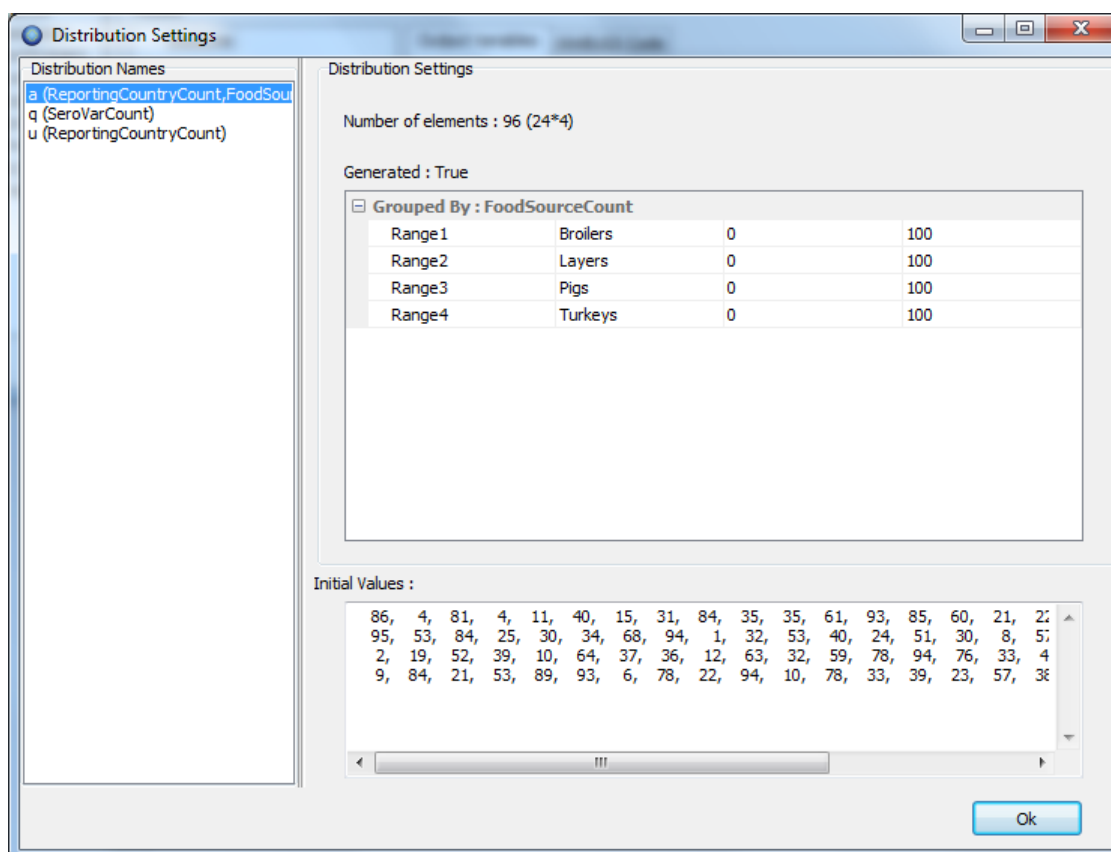 Distribution Settings
Distribution Names
a (ReportingCountryCount,FoodSour
q (SeroVarCount)
u (ReportingCountryCount)
Distribution Settings
Number of elements : 96 (24*4)
Generated : True
Grouped By : FoodSourceCount
Range1 Broilers 0 100
Range2 Layers 0 100
Range3 Pigs 0 100
Range4 Turkeys 0 100
Initial Values :
86, 4, 81, 4, 11, 40, 15, 31, 84, 35, 35, 61, 93, 85, 60, 21, 22
95, 53, 84, 25, 30, 34, 68, 94, 1, 32, 53, 40, 24, 51, 30, 8, 57
2, 19, 52, 39, 10, 64, 37, 36, 12, 63, 32, 59, 78, 94, 76, 33, 4
9, 84, 21, 53, 89, 93, 6, 78, 22, 94, 10, 78, 33, 39, 23, 57, 38
Ok